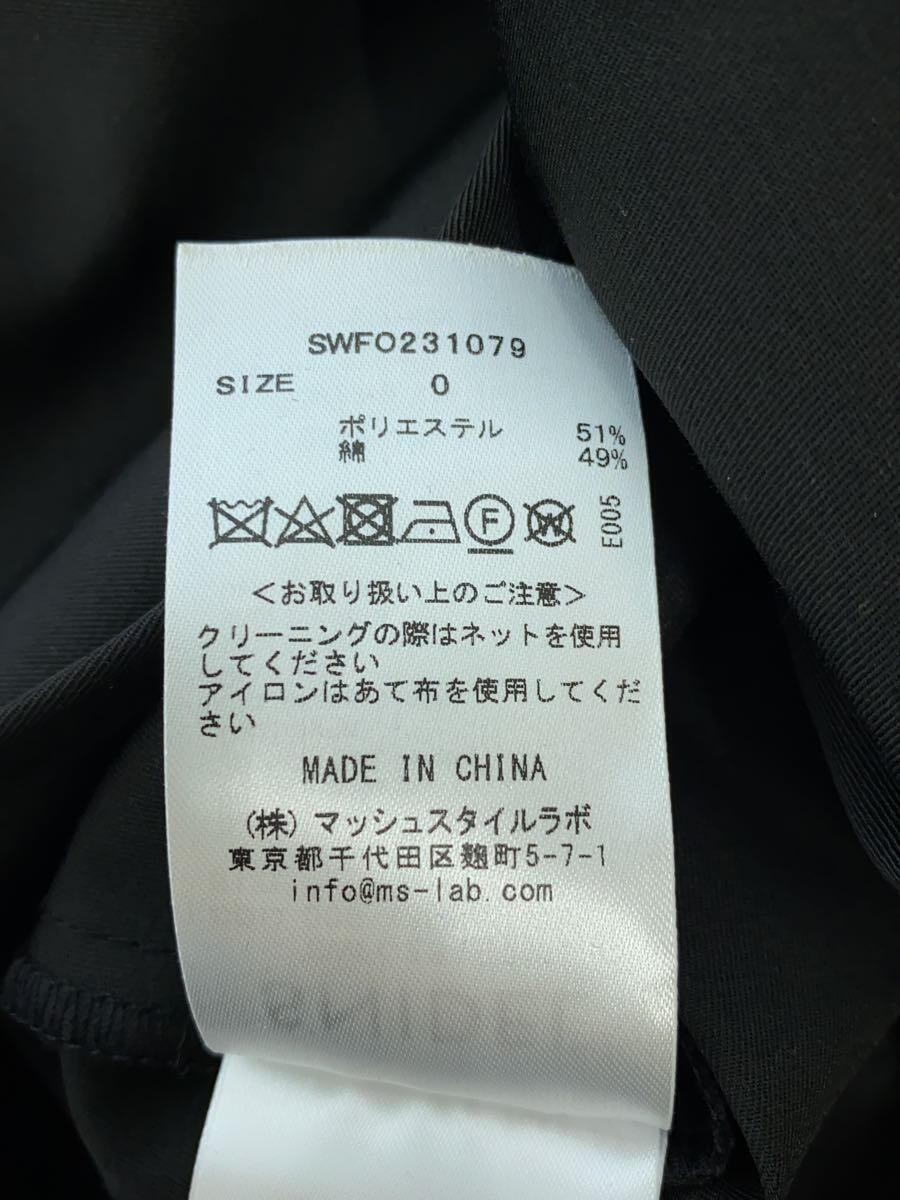 SWFO231079
SIZE 0
ポリエステル 51%
綿 49%
F W E005
<お取り扱い上のご注意>
クリーニングの際はネットを使用
してください
アイロンはあて布を使用してくだ
さい
MADE IN CHINA
(株)マッシュスタイルラボ
東京都千代田区麹町5-7-1
info@ms-lab.com